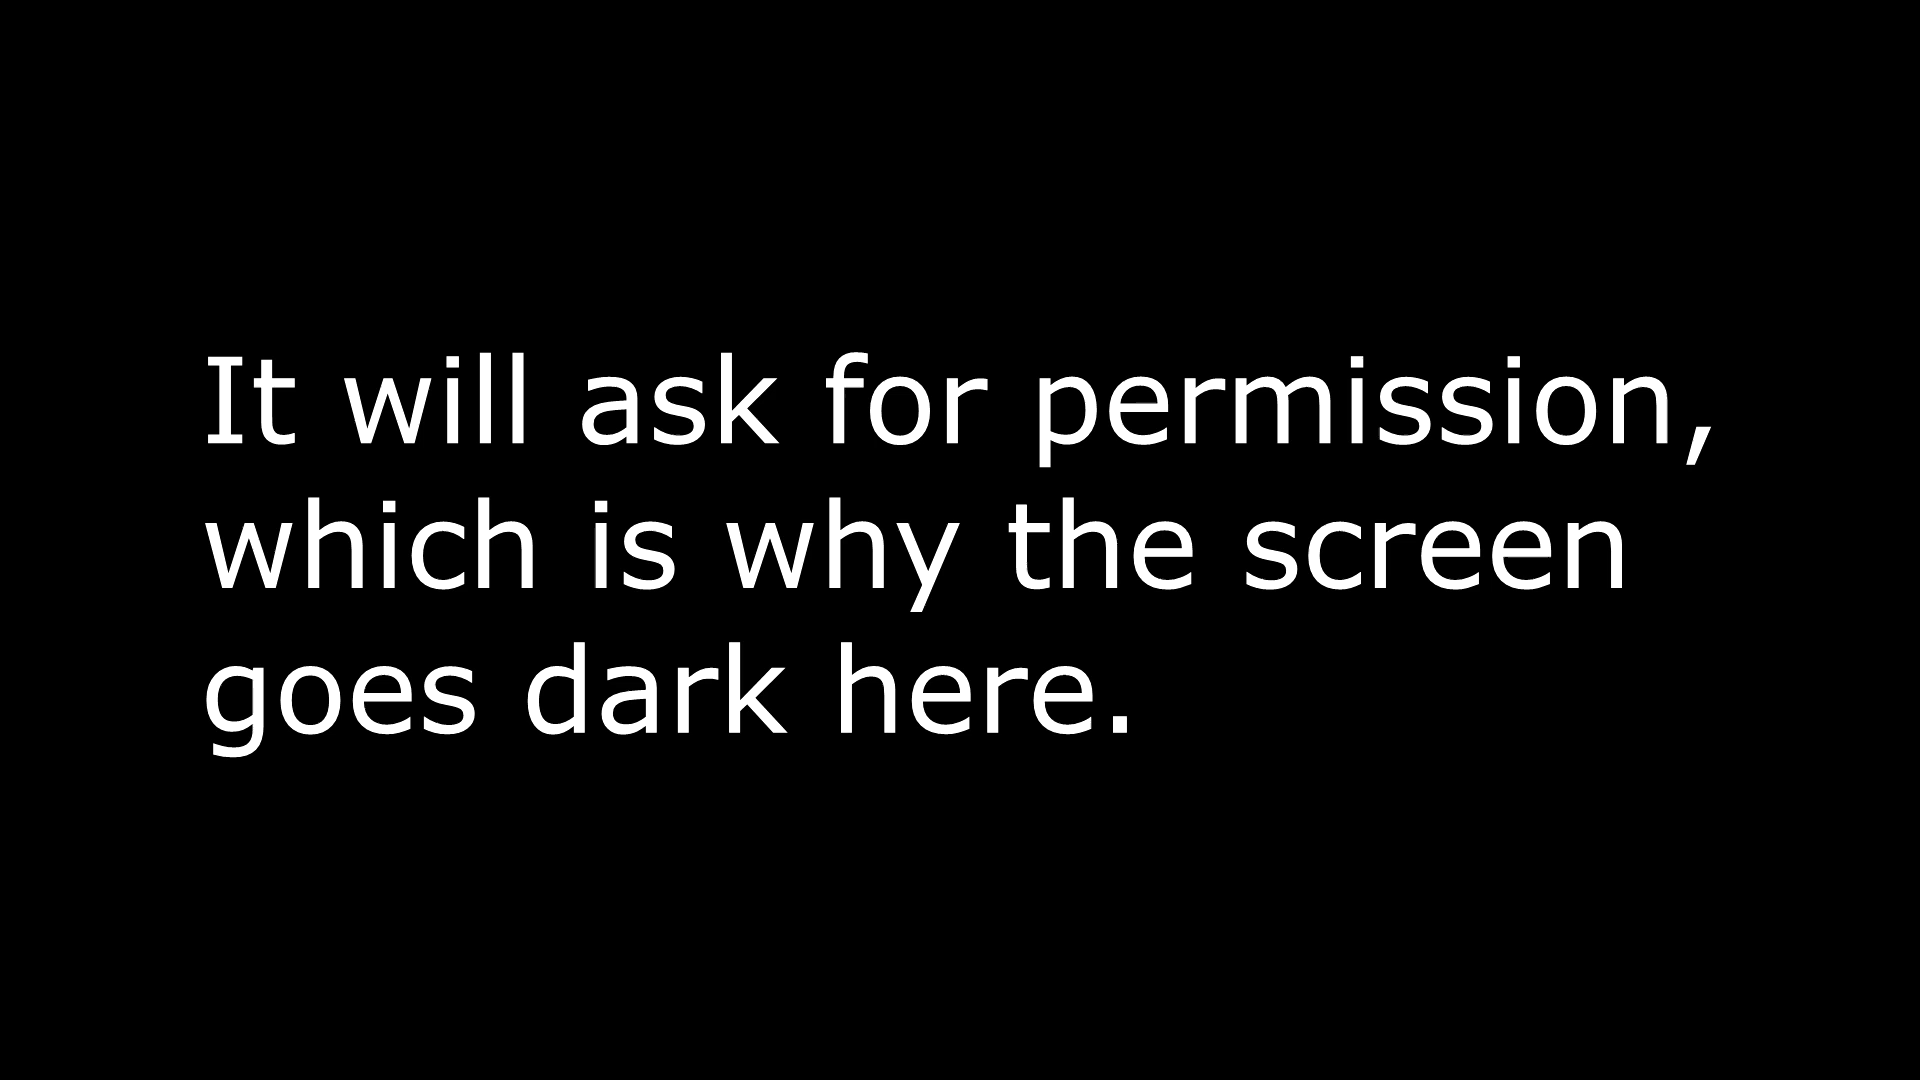 It will ask for permission,
which is why the screen
goes dark here.